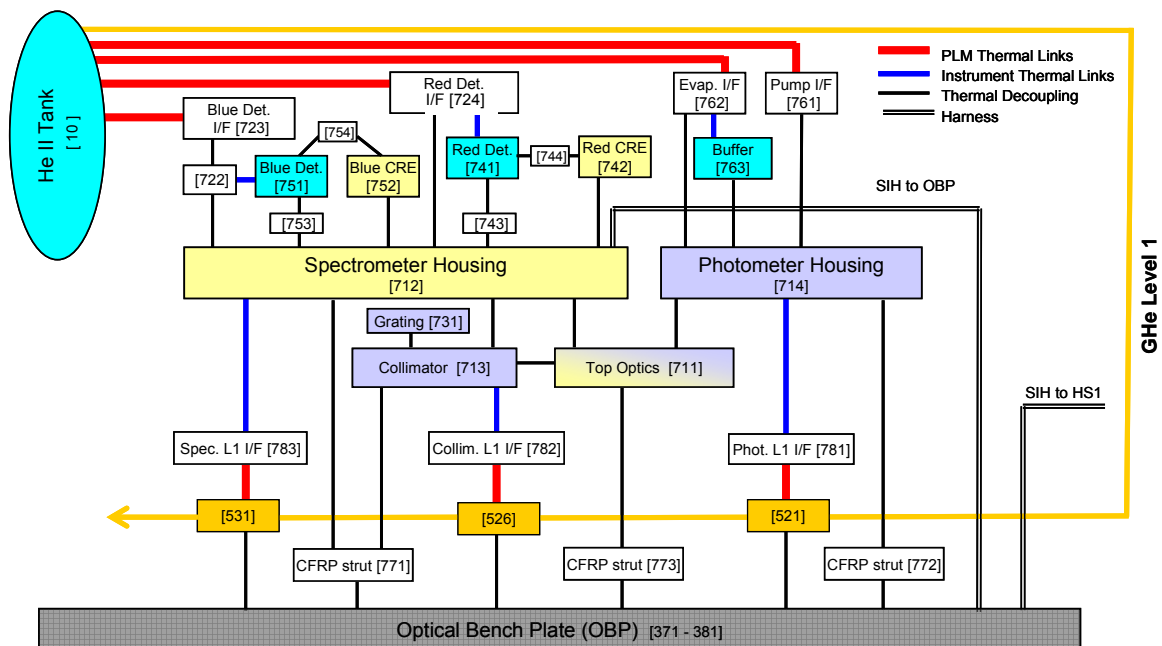 He II Tank
[ 10 ]
PLM Thermal Links
Instrument Thermal Links
Thermal Decoupling
Harness
Red Det.
I/F [724]
Evap. I/F
[762]
Pump I/F
[761]
Blue Det.
I/F [723]
[754]
[722]
Blue Det.
[751]
Blue CRE
[752]
Red Det.
[741]
[744]
Red CRE
[742]
Buffer
[763]
SIH to OBP
[753]
[743]
Spectrometer Housing
[712]
Photometer Housing
[714]
GHe Level 1
Grating [731]
Collimator [713]
Top Optics [711]
SIH to HS1
Spec. L1 I/F [783]
Collim. L1 I/F [782]
Phot. L1 I/F [781]
[531]
[526]
[521]
CFRP strut [771]
CFRP strut [773]
CFRP strut [772]
Optical Bench Plate (OBP) [371 - 381]